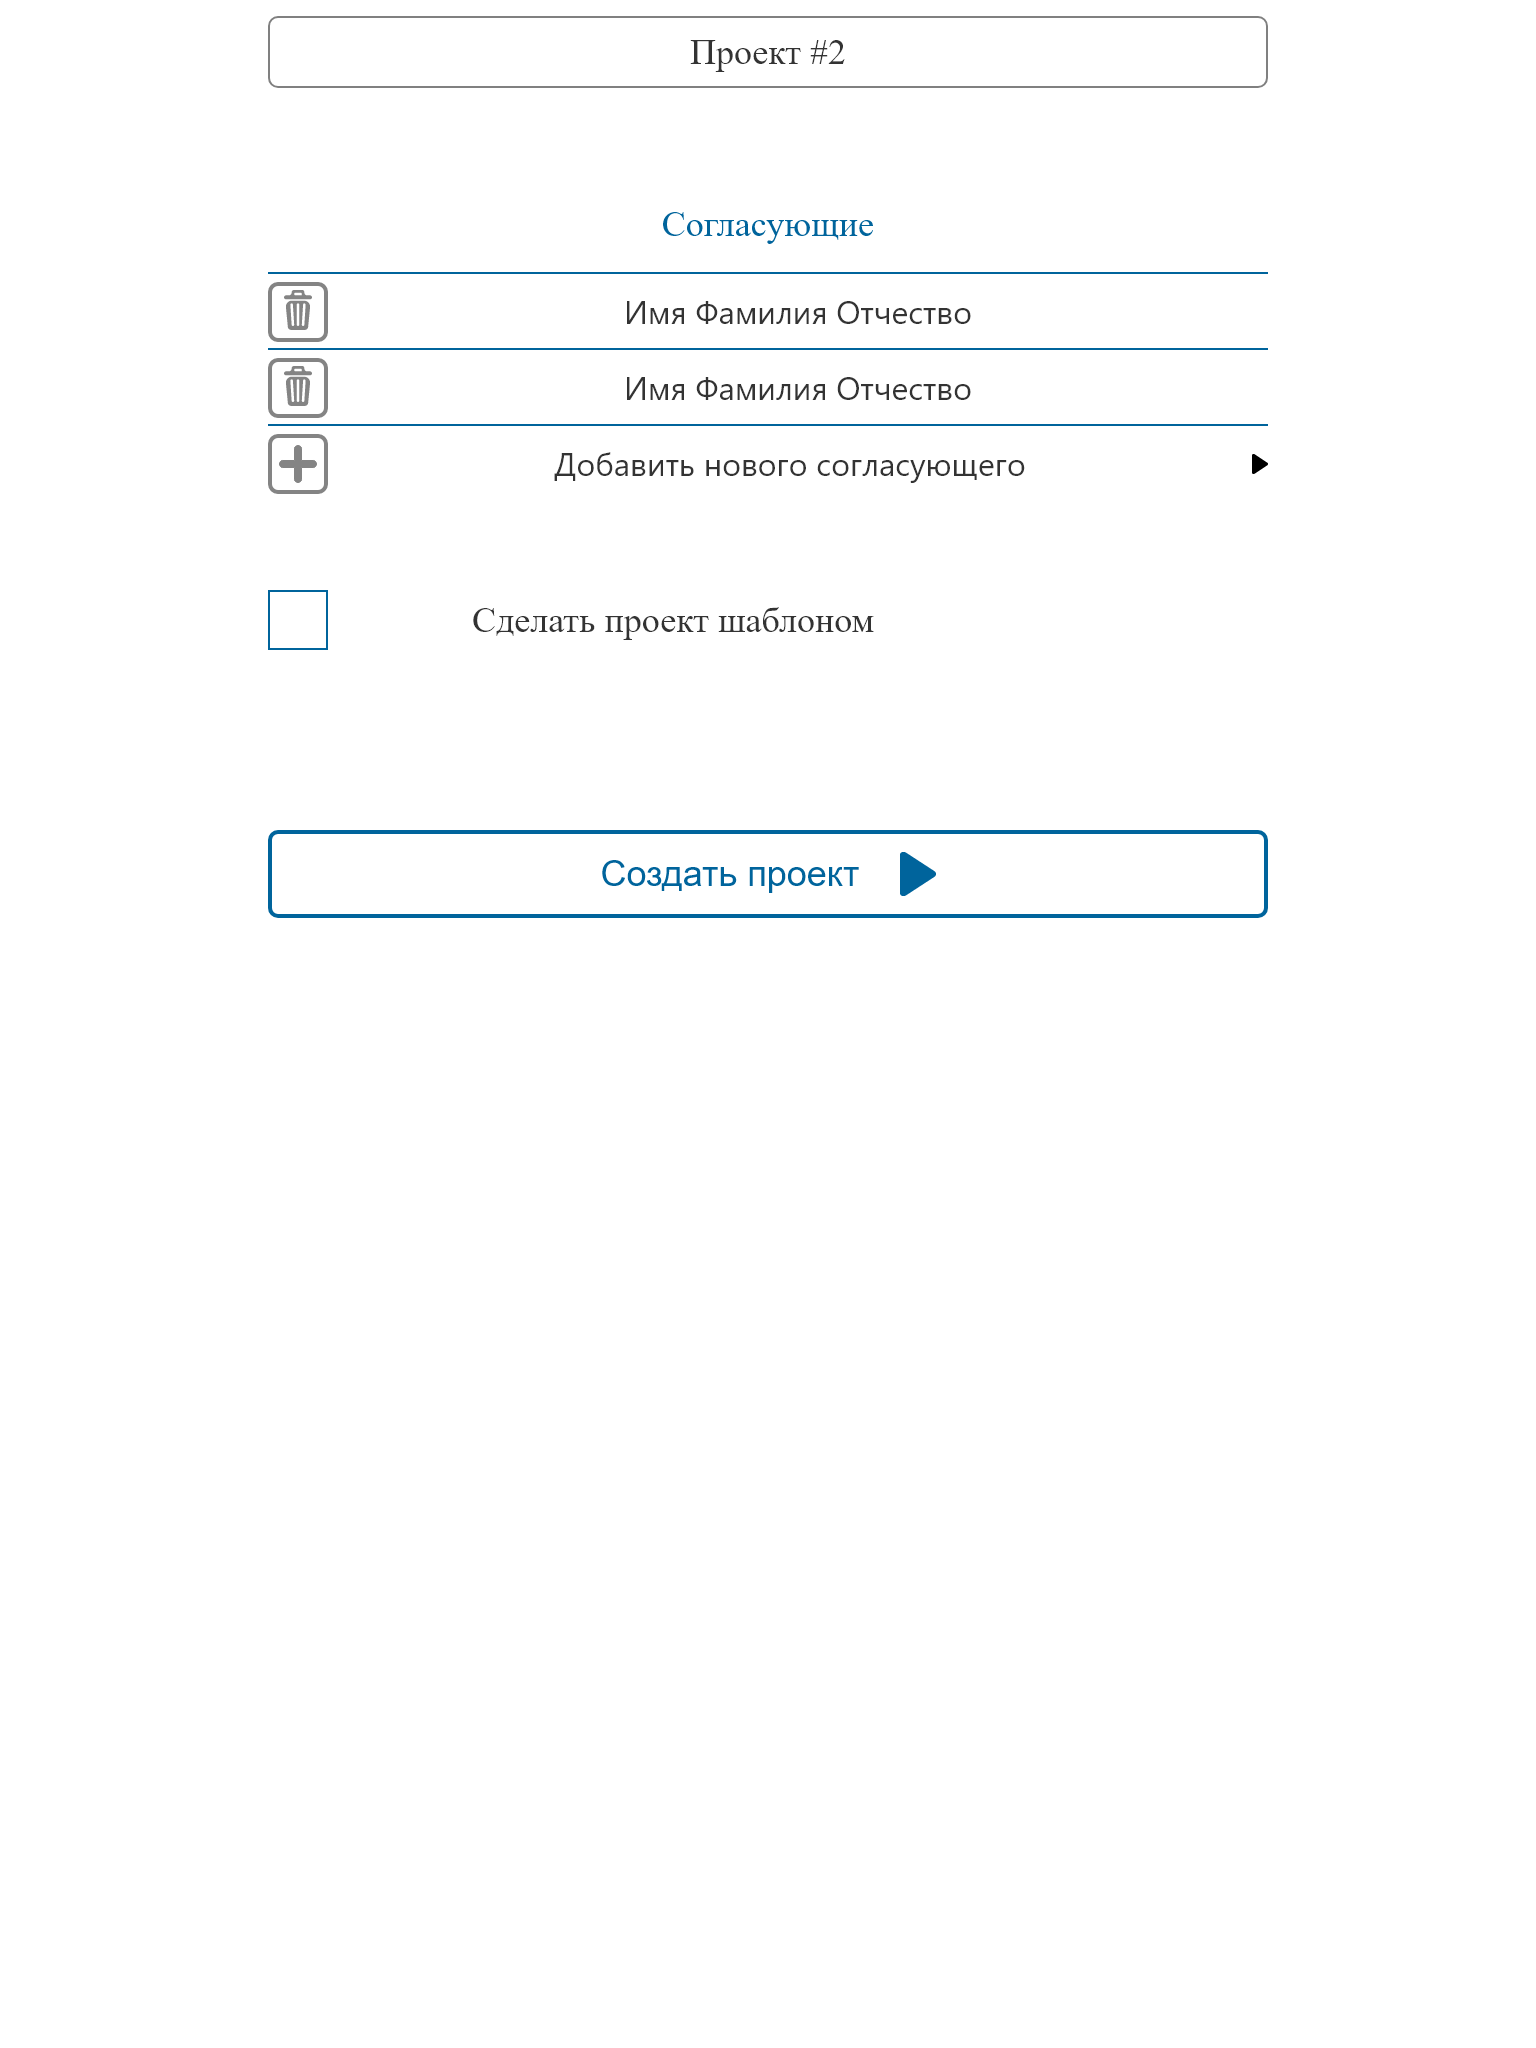 Проект #2
Согласующие
Имя Фамилия Отчество
Имя Фамилия Отчество
Добавить нового согласующего
Сделать проект шаблоном
Создать проект